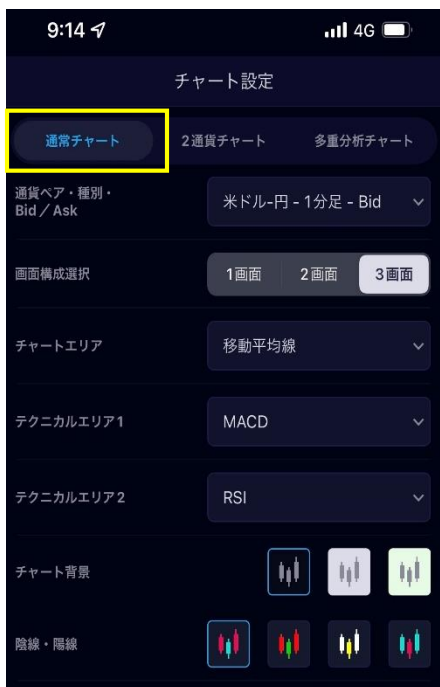 9:14 4G
チャート設定
通常チャート 2通貨チャート 多重分析チャート
通貨ペア・種別・
Bid／Ask
米ドル-円 - 1分足 - Bid
画面構成選択 1画面 2画面 3画面
チャートエリア 移動平均線
テクニカルエリア1 MACD
テクニカルエリア2 RSI
チャート背景
陰線・陽線